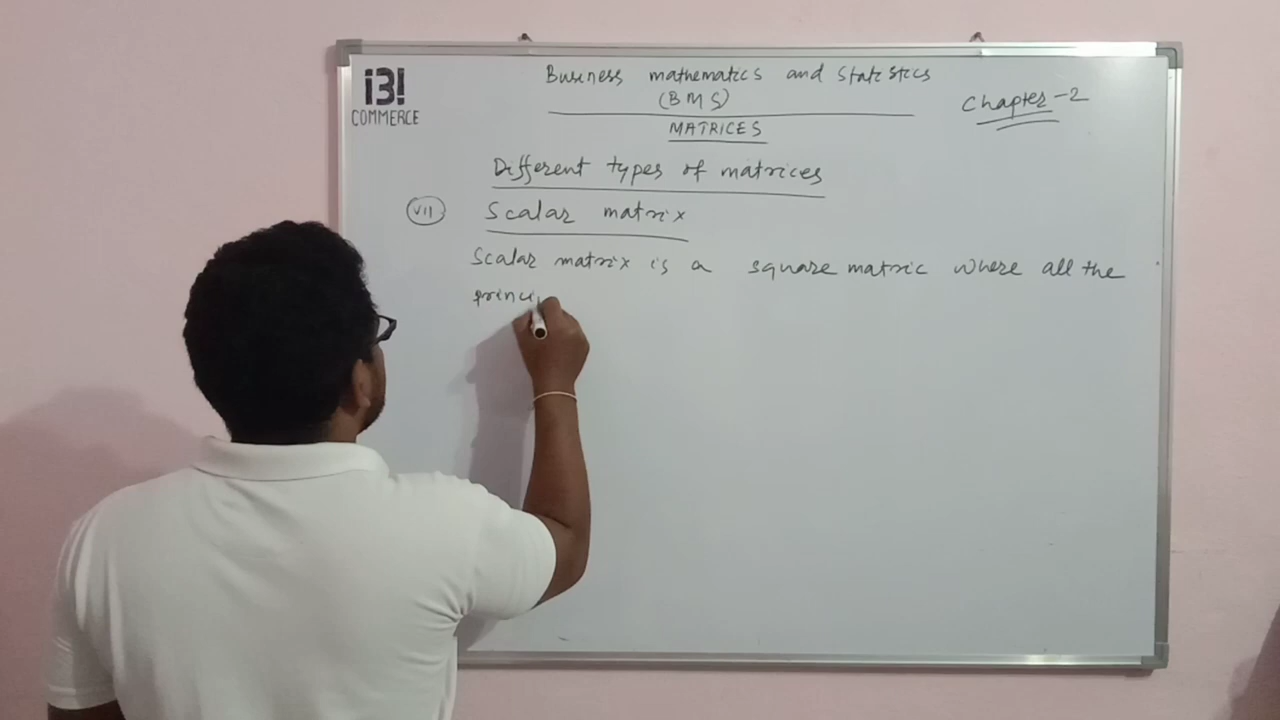 i3!
COMMERCE
Business mathematics and statistics
(BMS)
Chapter-2
MATRICES
Different types of matrices
VII
Scalar matrix
Scalar matrix is a square matric where all the
princi